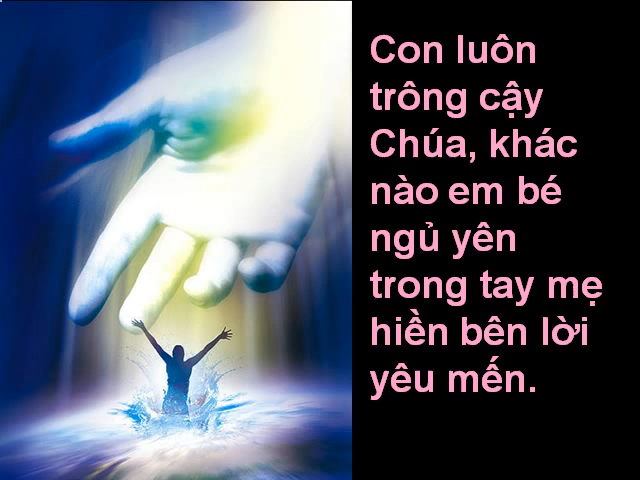 Con luôn
trông cậy
Chúa, khác
nào em bé
ngủ yên
trong tay mẹ
hiền bên lời
yêu mến.